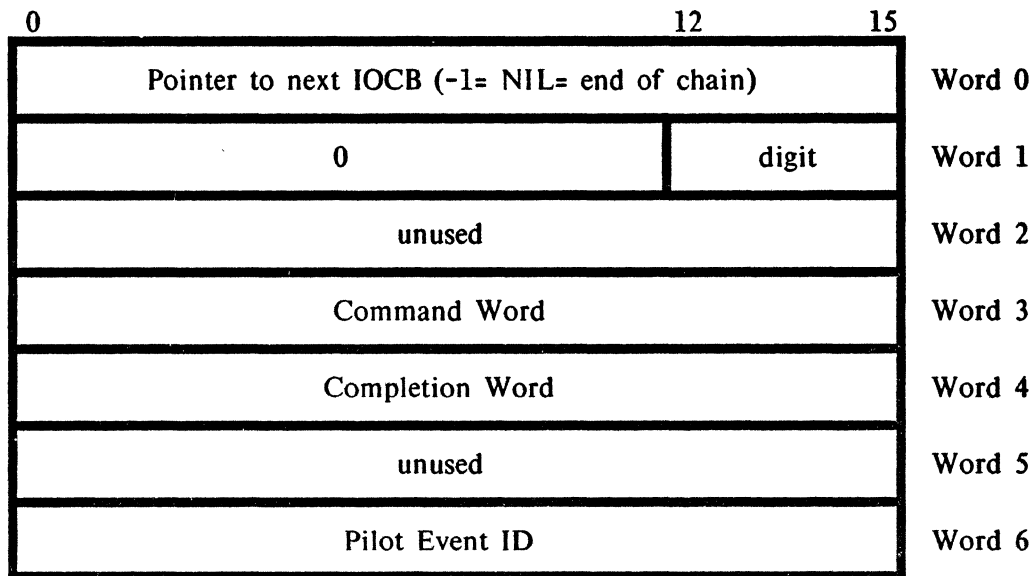 0 12 15
Pointer to next IOCB (-1= NIL= end of chain) Word 0
0 digit Word 1
unused Word 2
Command Word Word 3
Completion Word Word 4
unused Word 5
Pilot Event ID Word 6